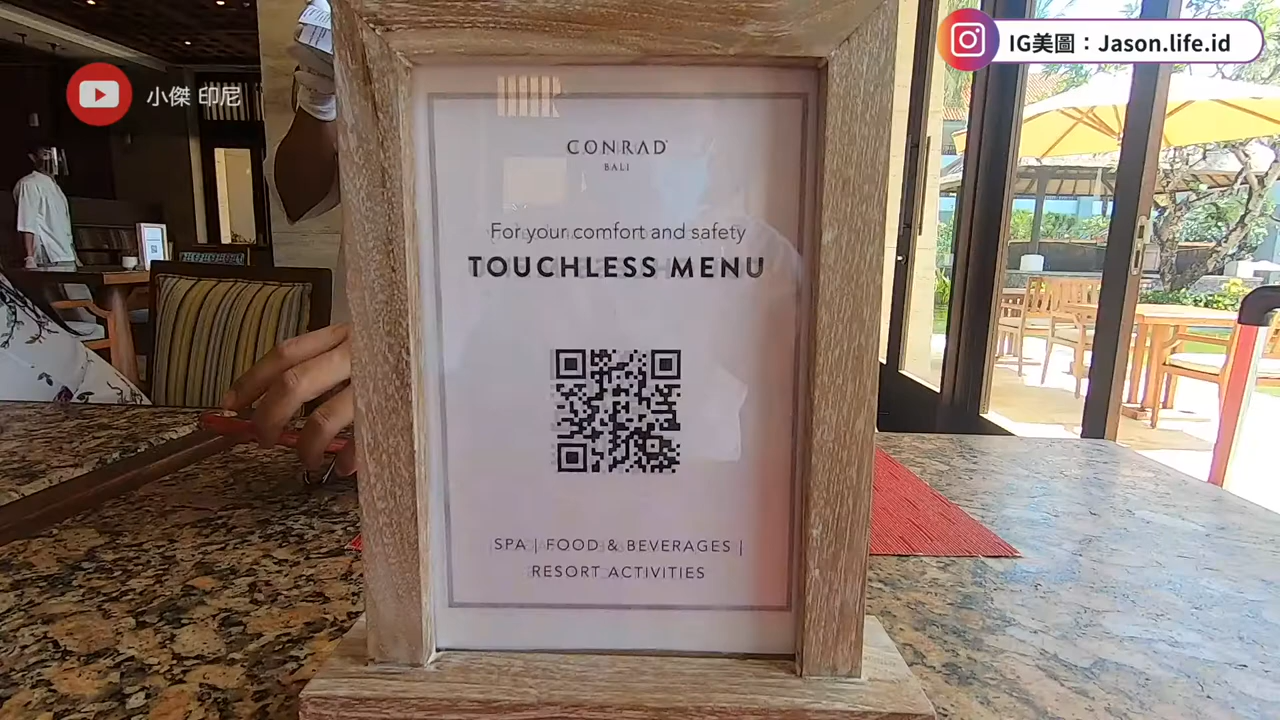 小傑 印尼
IG美圖：Jason.life.id
CONRAD
BALI
For your comfort and safety
TOUCHLESS MENU
SPA | FOOD & BEVERAGES |
RESORT ACTIVITIES